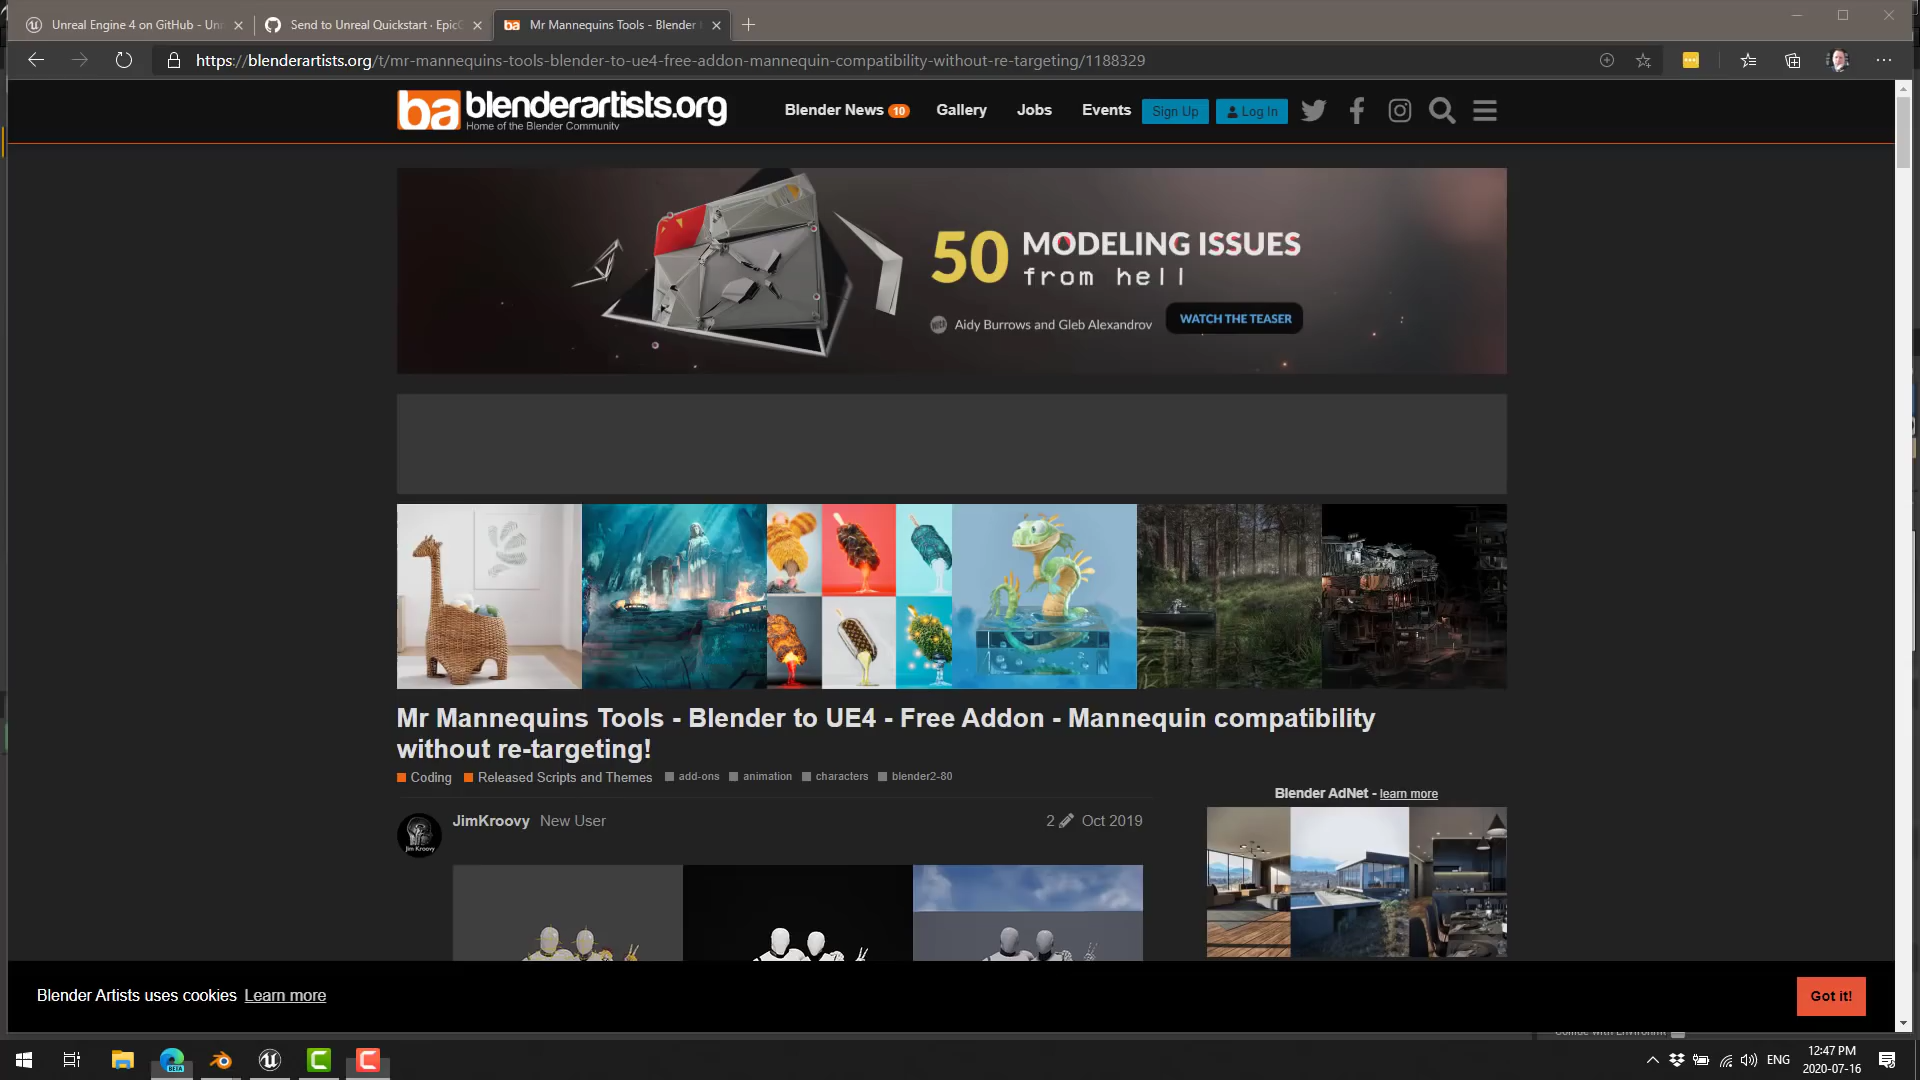 Unreal Engine 4 on GitHub - Un
Send to Unreal Quickstart · Epic
Mr Mannequins Tools - Blender
https://blenderartists.org/t/mr-mannequins-tools-blender-to-ue4-free-addon-mannequin-compatibility-without-re-targeting/1188329
ba blenderartists.org
Home of the Blender Community
Blender News 10
Gallery
Jobs
Events
Sign Up
Log In
50 MODELING ISSUES
from hell
Aidy Burrows and Gleb Alexandrov
WATCH THE TEASER
Mr Mannequins Tools - Blender to UE4 - Free Addon - Mannequin compatibility
without re-targeting!
Coding Released Scripts and Themes add-ons animation characters blender2-80
Blender AdNet - learn more
JimKroovy New User
2 Oct 2019
Jim Kroovy
Blender Artists uses cookies Learn more
Got it!
BETA
ENG
12:47 PM
2020-07-16